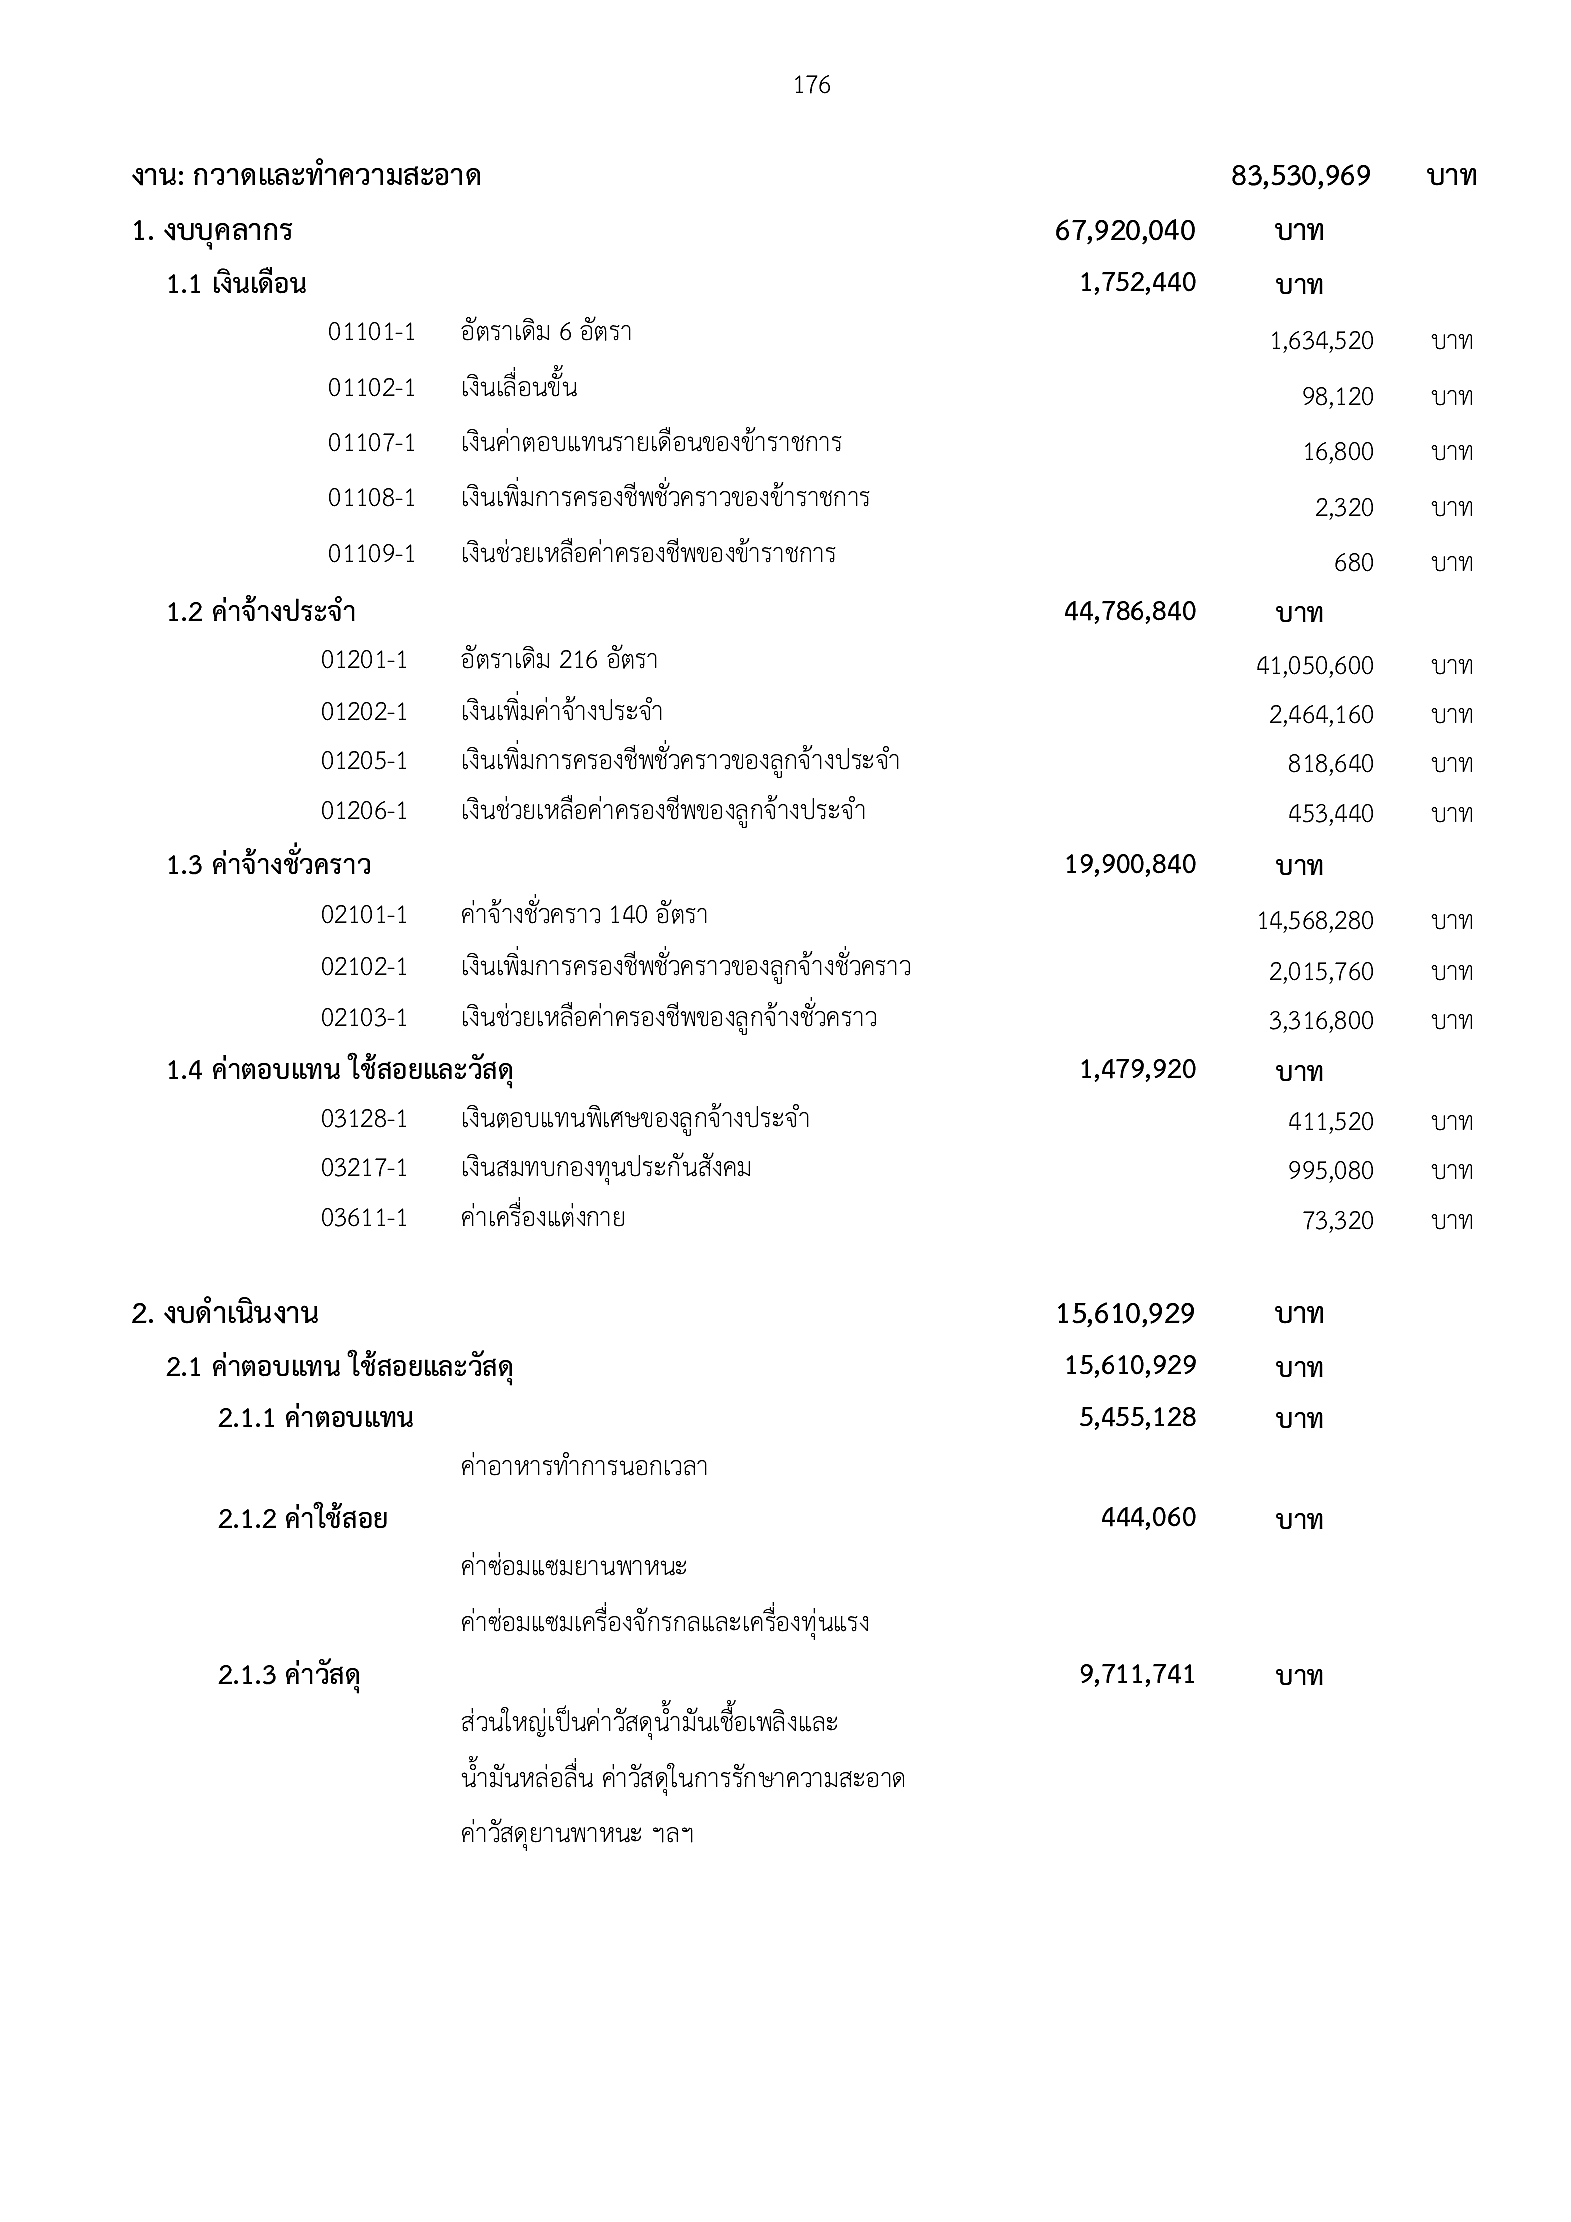 176
งาน: กวาดและทำความสะอาด 83,530,969 บาท
1. งบบุคลากร 67,920,040 บาท
1.1 เงินเดือน 1,752,440 บาท
01101-1 อัตราเดิม 6 อัตรา 1,634,520 บาท
01102-1 เงินเลื่อนขั้น 98,120 บาท
01107-1 เงินค่าตอบแทนรายเดือนของข้าราชการ 16,800 บาท
01108-1 เงินเพิ่มการครองชีพชั่วคราวของข้าราชการ 2,320 บาท
01109-1 เงินช่วยเหลือค่าครองชีพของข้าราชการ 680 บาท
1.2 ค่าจ้างประจำ 44,786,840 บาท
01201-1 อัตราเดิม 216 อัตรา 41,050,600 บาท
01202-1 เงินเพิ่มค่าจ้างประจำ 2,464,160 บาท
01205-1 เงินเพิ่มการครองชีพชั่วคราวของลูกจ้างประจำ 818,640 บาท
01206-1 เงินช่วยเหลือค่าครองชีพของลูกจ้างประจำ 453,440 บาท
1.3 ค่าจ้างชั่วคราว 19,900,840 บาท
02101-1 ค่าจ้างชั่วคราว 140 อัตรา 14,568,280 บาท
02102-1 เงินเพิ่มการครองชีพชั่วคราวของลูกจ้างชั่วคราว 2,015,760 บาท
02103-1 เงินช่วยเหลือค่าครองชีพของลูกจ้างชั่วคราว 3,316,800 บาท
1.4 ค่าตอบแทน ใช้สอยและวัสดุ 1,479,920 บาท
03128-1 เงินตอบแทนพิเศษของลูกจ้างประจำ 411,520 บาท
03217-1 เงินสมทบกองทุนประกันสังคม 995,080 บาท
03611-1 ค่าเครื่องแต่งกาย 73,320 บาท
2. งบดำเนินงาน 15,610,929 บาท
2.1 ค่าตอบแทน ใช้สอยและวัสดุ 15,610,929 บาท
2.1.1 ค่าตอบแทน 5,455,128 บาท
ค่าอาหารทำการนอกเวลา
2.1.2 ค่าใช้สอย 444,060 บาท
ค่าซ่อมแซมยานพาหนะ
ค่าซ่อมแซมเครื่องจักรกลและเครื่องทุ่นแรง
2.1.3 ค่าวัสดุ 9,711,741 บาท
ส่วนใหญ่เป็นค่าวัสดุน้ำมันเชื้อเพลิงและ
น้ำมันหล่อลื่น ค่าวัสดุในการรักษาความสะอาด
ค่าวัสดุยานพาหนะ ฯลฯ